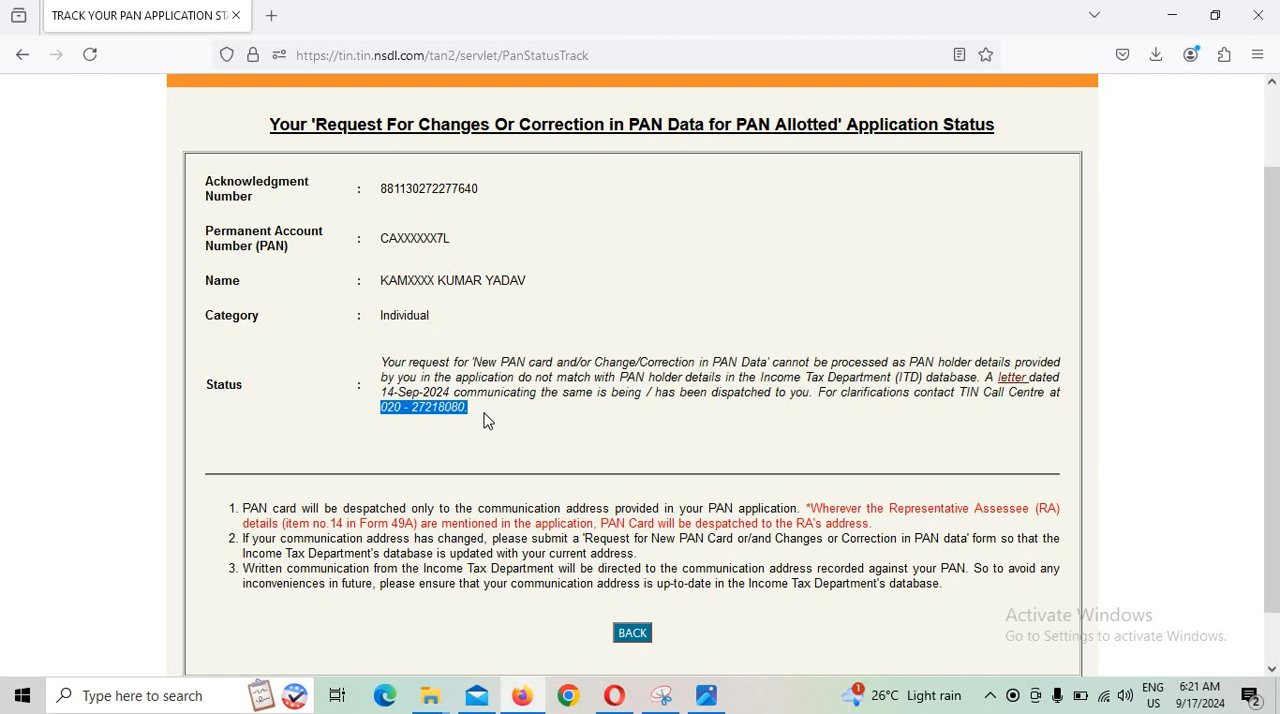 TRACK YOUR PAN APPLICATION ST
https://tin.tin.nsdl.com/tan2/servlet/PanStatusTrack
Your 'Request For Changes Or Correction in PAN Data for PAN Allotted' Application Status
Acknowledgment Number : 881130272277640
Permanent Account Number (PAN) : CAXXXXXX7L
Name : KAMXXXX KUMAR YADAV
Category : Individual
Your request for 'New PAN card and/or Change/Correction in PAN Data' cannot be processed as PAN holder details provided
by you in the application do not match with PAN holder details in the Income Tax Department (ITD) database. A letter dated
Status : 14-Sep-2024 communicating the same is being / has been dispatched to you. For clarifications contact TIN Call Centre at
020 - 27218080.
1. PAN card will be despatched only to the communication address provided in your PAN application. *Wherever the Representative Assessee (RA)
details (item no.14 in Form 49A) are mentioned in the application, PAN Card will be despatched to the RA's address.
2. If your communication address has changed, please submit a 'Request for New PAN Card or/and Changes or Correction in PAN data' form so that the
Income Tax Department's database is updated with your current address.
3. Written communication from the Income Tax Department will be directed to the communication address recorded against your PAN. So to avoid any
inconveniences in future, please ensure that your communication address is up-to-date in the Income Tax Department's database.
BACK
Activate Windows
Go to Settings to activate Windows.
Type here to search
1
26°C Light rain
ENG
US
6:21 AM
9/17/2024
2